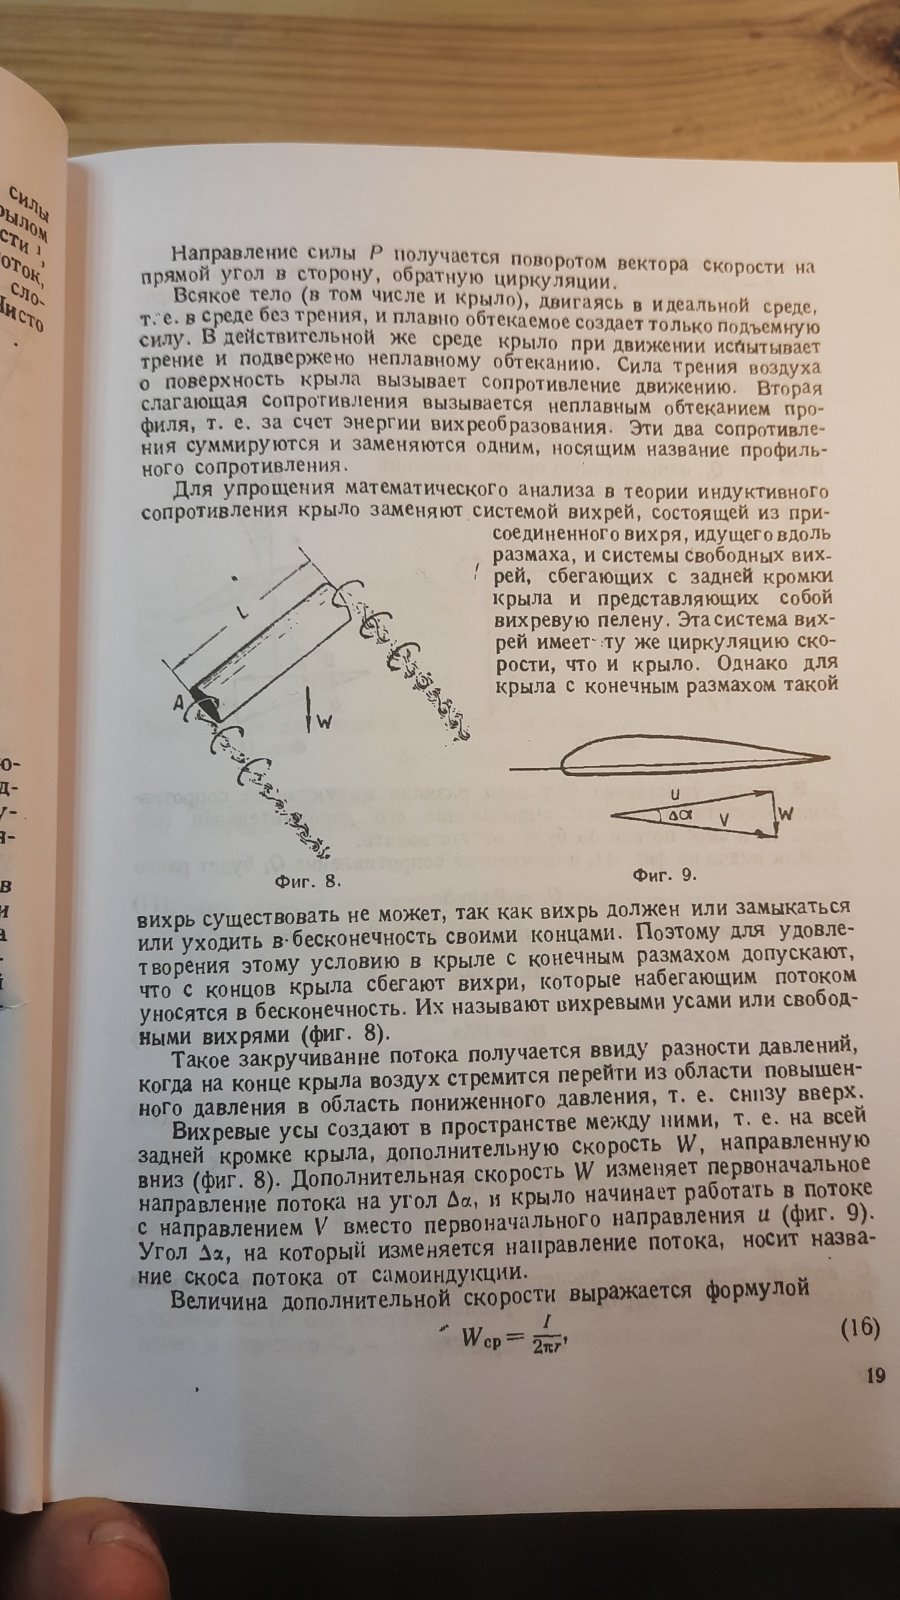 силы
рылом
сти ¹,
оток,
сло-
Чисто
ю-
д-
у-
я-
в
и
а
-
Направление силы P получается поворотом вектора скорости на
прямой угол в сторону, обратную циркуляции.
Всякое тело (в том числе и крыло), двигаясь в идеальной среде,
т. е. в среде без трения, и плавно обтекаемое создает только подъемную
силу. В действительной же среде крыло при движении испытывает
трение и подвержено неплавному обтеканию. Сила трения воздуха
о поверхность крыла вызывает сопротивление движению. Вторая
слагающая сопротивления вызывается неплавным обтеканием про-
филя, т. е. за счет энергии вихреобразования. Эти два сопротивле-
ния суммируются и заменяются одним, носящим название профиль-
ного сопротивления.
Для упрощения математического анализа в теории индуктивного
сопротивления крыло заменяют системой вихрей, состоящей из при-
соединенного вихря, идущего вдоль
размаха, и системы свободных вих-
рей, сбегающих с задней кромки
крыла и представляющих собой
вихревую пелену. Эта система вих-
рей имеет ту же циркуляцию ско-
рости, что и крыло. Однако для
крыла с конечным размахом такой
L
A
W
Фиг. 8.
u
Δα
V
W
Фиг. 9.
вихрь существовать не может, так как вихрь должен или замыкаться
или уходить в бесконечность своими концами. Поэтому для удовле-
творения этому условию в крыле с конечным размахом допускают,
что с концов крыла сбегают вихри, которые набегающим потоком
уносятся в бесконечность. Их называют вихревыми усами или свобод-
ными вихрями (фиг. 8).
Такое закручивание потока получается ввиду разности давлений,
когда на конце крыла воздух стремится перейти из области повышен-
ного давления в область пониженного давления, т. е. снизу вверх.
Вихревые усы создают в пространстве между ними, т. е. на всей
задней кромке крыла, дополнительную скорость W, направленную
вниз (фиг. 8). Дополнительная скорость W изменяет первоначальное
направление потока на угол Δα, и крыло начинает работать в потоке
с направлением V вместо первоначального направления u (фиг. 9).
Угол Δα, на который изменяется направление потока, носит назва-
ние скоса потока от самоиндукции.
Величина дополнительной скорости выражается формулой
Wср = I/2πr, (16)
19